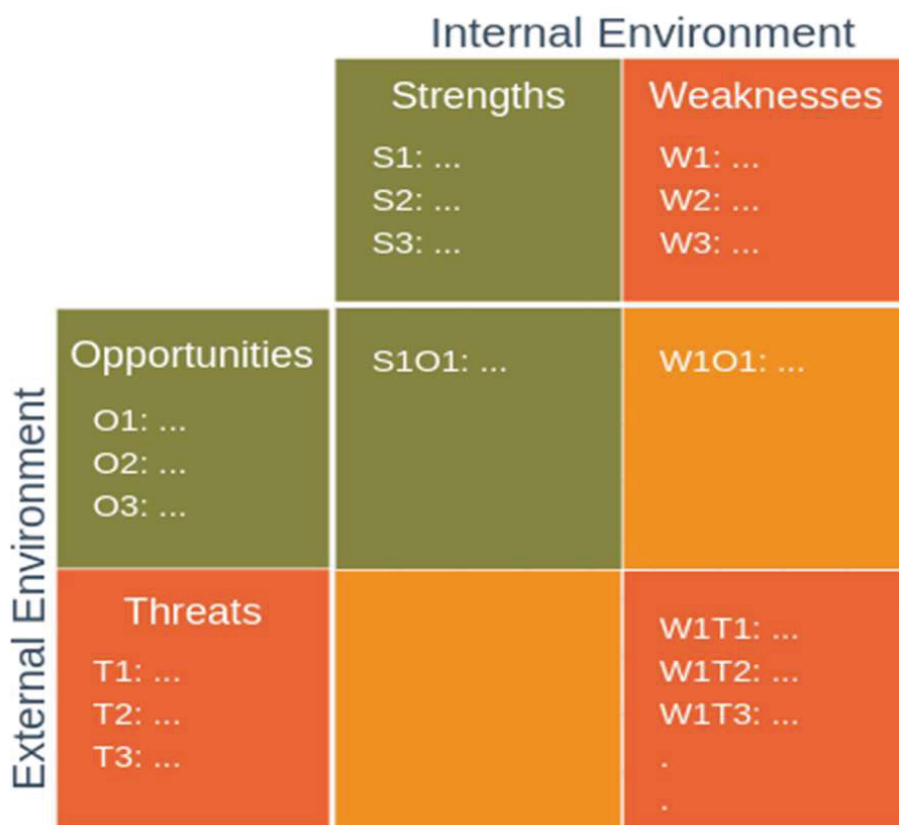 Internal Environment
Strengths
S1: ...
S2: ...
S3: ...
Weaknesses
W1: ...
W2: ...
W3: ...
External Environment
Opportunities
O1: ...
O2: ...
O3: ...
S1O1: ...
W1O1: ...
Threats
T1: ...
T2: ...
T3: ...
W1T1: ...
W1T2: ...
W1T3: ...
.
.